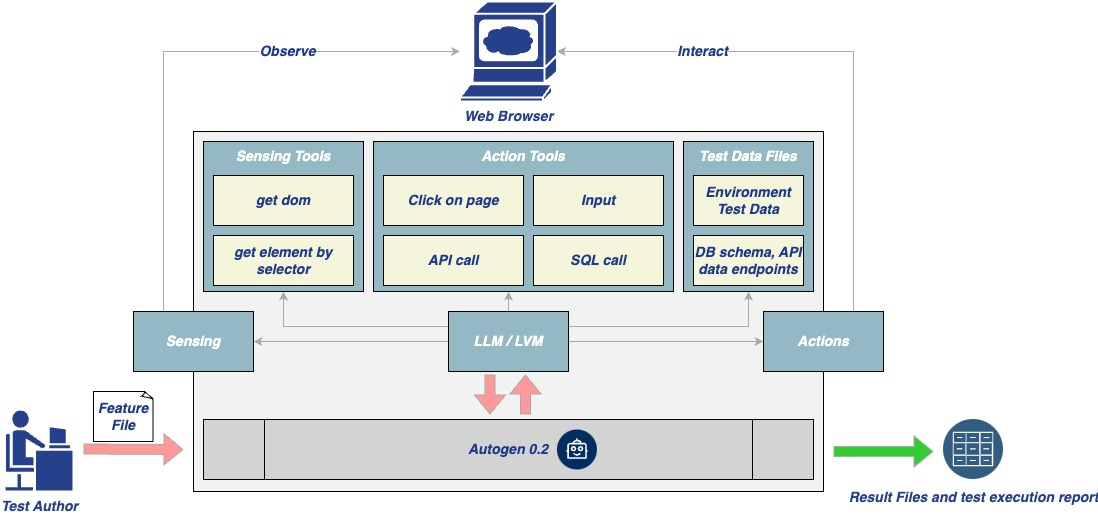 Observe
Interact
Web Browser
Sensing Tools
get dom
get element by
selector
Action Tools
Click on page
Input
API call
SQL call
Test Data Files
Environment
Test Data
DB schema, API
data endpoints
Sensing
LLM / LVM
Actions
Feature
File
Test Author
Autogen 0.2
Result Files and test execution report